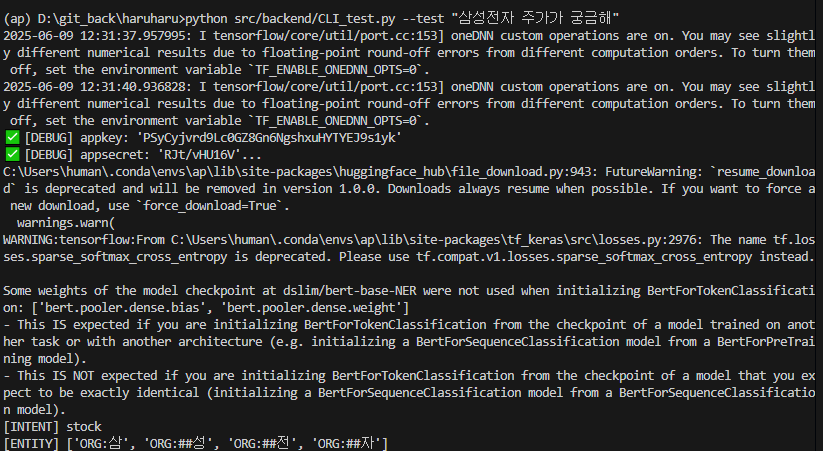 (ap) D:\git_back\haruharu>python src/backend/CLI_test.py --test "삼성전자 주가가 궁금해"
2025-06-09 12:31:37.957995: I tensorflow/core/util/port.cc:153] oneDNN custom operations are on. You may see slightl
y different numerical results due to floating-point round-off errors from different computation orders. To turn them
 off, set the environment variable `TF_ENABLE_ONEDNN_OPTS=0`.
2025-06-09 12:31:40.936828: I tensorflow/core/util/port.cc:153] oneDNN custom operations are on. You may see slightl
y different numerical results due to floating-point round-off errors from different computation orders. To turn them
 off, set the environment variable `TF_ENABLE_ONEDNN_OPTS=0`.
✅ [DEBUG] appkey: 'PSyCyjvrd9Lc0GZ8Gn6NgshxuHYTYEJ9s1yk'
✅ [DEBUG] appsecret: 'RJt/vHU16V'...
C:\Users\human\.conda\envs\ap\lib\site-packages\huggingface_hub\file_download.py:943: FutureWarning: `resume_downloa
d` is deprecated and will be removed in version 1.0.0. Downloads always resume when possible. If you want to force a
 new download, use `force_download=True`.
  warnings.warn(
WARNING:tensorflow:From C:\Users\human\.conda\envs\ap\lib\site-packages\tf_keras\src\losses.py:2976: The name tf.los
ses.sparse_softmax_cross_entropy is deprecated. Please use tf.compat.v1.losses.sparse_softmax_cross_entropy instead.

Some weights of the model checkpoint at dslim/bert-base-NER were not used when initializing BertForTokenClassificati
on: ['bert.pooler.dense.bias', 'bert.pooler.dense.weight']
- This IS expected if you are initializing BertForTokenClassification from the checkpoint of a model trained on anot
her task or with another architecture (e.g. initializing a BertForSequenceClassification model from a BertForPreTrai
ning model).
- This IS NOT expected if you are initializing BertForTokenClassification from the checkpoint of a model that you ex
pect to be exactly identical (initializing a BertForSequenceClassification model from a BertForSequenceClassificatio
n model).
[INTENT] stock
[ENTITY] ['ORG:삼', 'ORG:##성', 'ORG:##전', 'ORG:##자']